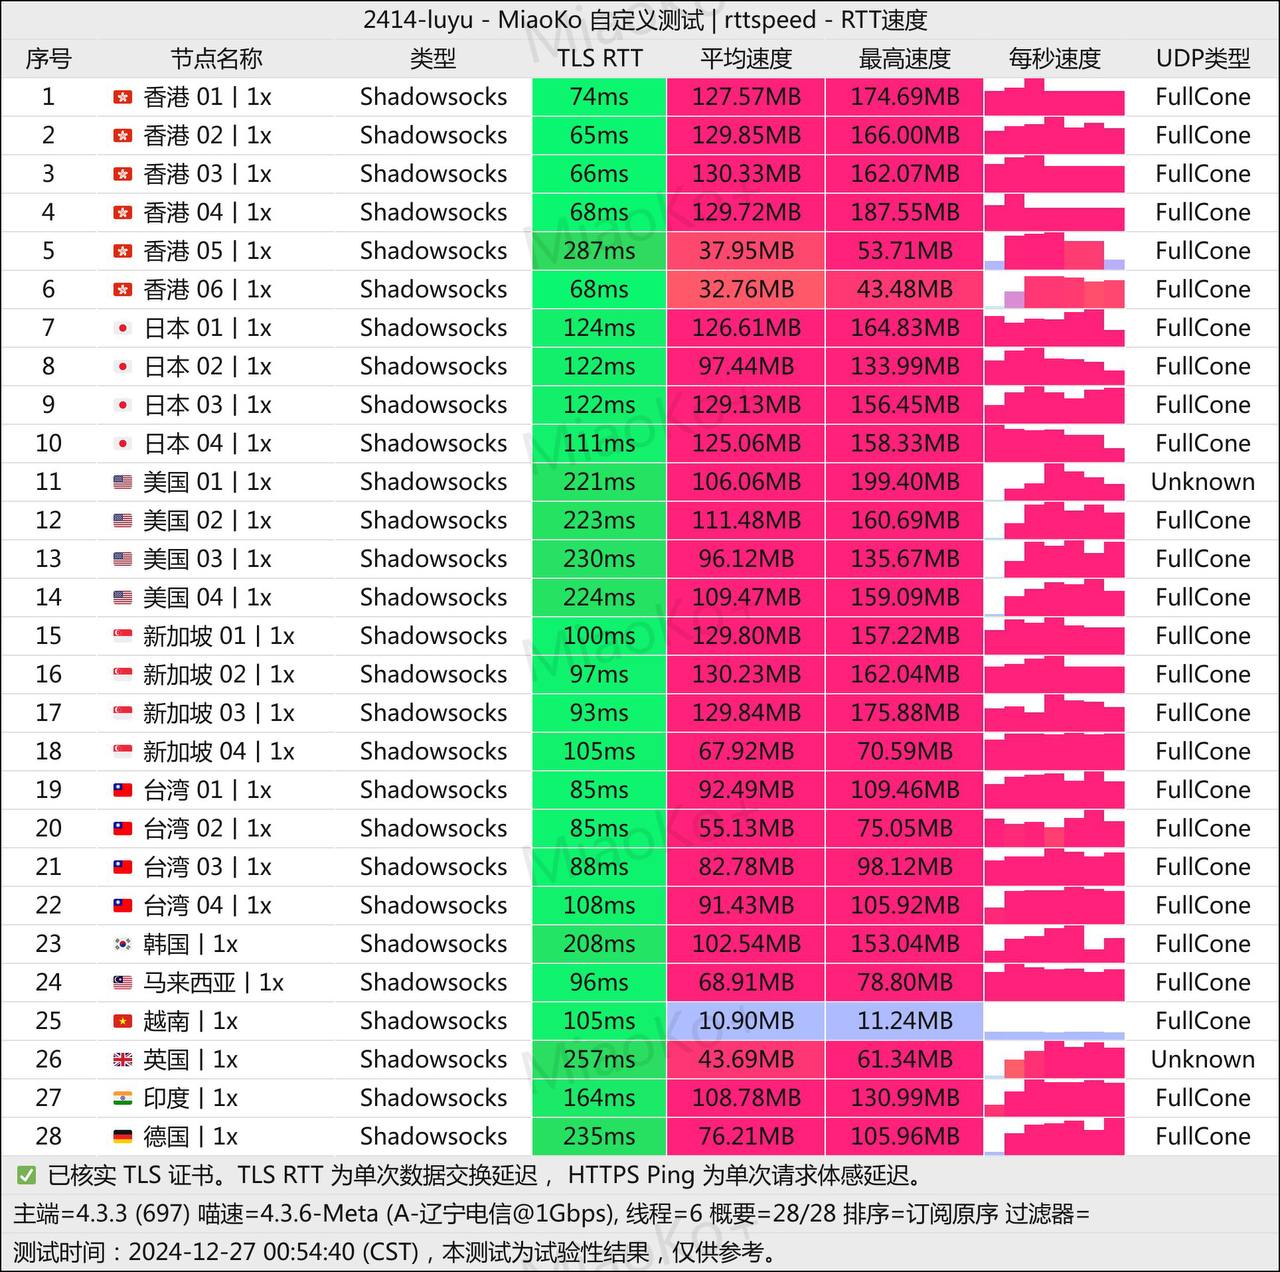 2414-luyu - MiaoKo 自定义测试 | rttspeed - RTT速度
序号 节点名称 类型 TLS RTT 平均速度 最高速度 每秒速度 UDP类型
1 香港 01 | 1x Shadowsocks 74ms 127.57MB 174.69MB FullCone
2 香港 02 | 1x Shadowsocks 65ms 129.85MB 166.00MB FullCone
3 香港 03 | 1x Shadowsocks 66ms 130.33MB 162.07MB FullCone
4 香港 04 | 1x Shadowsocks 68ms 129.72MB 187.55MB FullCone
5 香港 05 | 1x Shadowsocks 287ms 37.95MB 53.71MB FullCone
6 香港 06 | 1x Shadowsocks 68ms 32.76MB 43.48MB FullCone
7 日本 01 | 1x Shadowsocks 124ms 126.61MB 164.83MB FullCone
8 日本 02 | 1x Shadowsocks 122ms 97.44MB 133.99MB FullCone
9 日本 03 | 1x Shadowsocks 122ms 129.13MB 156.45MB FullCone
10 日本 04 | 1x Shadowsocks 111ms 125.06MB 158.33MB FullCone
11 美国 01 | 1x Shadowsocks 221ms 106.06MB 199.40MB Unknown
12 美国 02 | 1x Shadowsocks 223ms 111.48MB 160.69MB FullCone
13 美国 03 | 1x Shadowsocks 230ms 96.12MB 135.67MB FullCone
14 美国 04 | 1x Shadowsocks 224ms 109.47MB 159.09MB FullCone
15 新加坡 01 | 1x Shadowsocks 100ms 129.80MB 157.22MB FullCone
16 新加坡 02 | 1x Shadowsocks 97ms 130.23MB 162.04MB FullCone
17 新加坡 03 | 1x Shadowsocks 93ms 129.84MB 175.88MB FullCone
18 新加坡 04 | 1x Shadowsocks 105ms 67.92MB 70.59MB FullCone
19 台湾 01 | 1x Shadowsocks 85ms 92.49MB 109.46MB FullCone
20 台湾 02 | 1x Shadowsocks 85ms 55.13MB 75.05MB FullCone
21 台湾 03 | 1x Shadowsocks 88ms 82.78MB 98.12MB FullCone
22 台湾 04 | 1x Shadowsocks 108ms 91.43MB 105.92MB FullCone
23 韩国 | 1x Shadowsocks 208ms 102.54MB 153.04MB FullCone
24 马来西亚 | 1x Shadowsocks 96ms 68.91MB 78.80MB FullCone
25 越南 | 1x Shadowsocks 105ms 10.90MB 11.24MB FullCone
26 英国 | 1x Shadowsocks 257ms 43.69MB 61.34MB Unknown
27 印度 | 1x Shadowsocks 164ms 108.78MB 130.99MB FullCone
28 德国 | 1x Shadowsocks 235ms 76.21MB 105.96MB FullCone
✅ 已核实 TLS 证书。TLS RTT 为单次数据交换延迟， HTTPS Ping 为单次请求体感延迟。
主端=4.3.3 (697) 喵速=4.3.6-Meta (A-辽宁电信@1Gbps), 线程=6 概要=28/28 排序=订阅原序 过滤器=
测试时间：2024-12-27 00:54:40 (CST)，本测试为试验性结果，仅供参考。